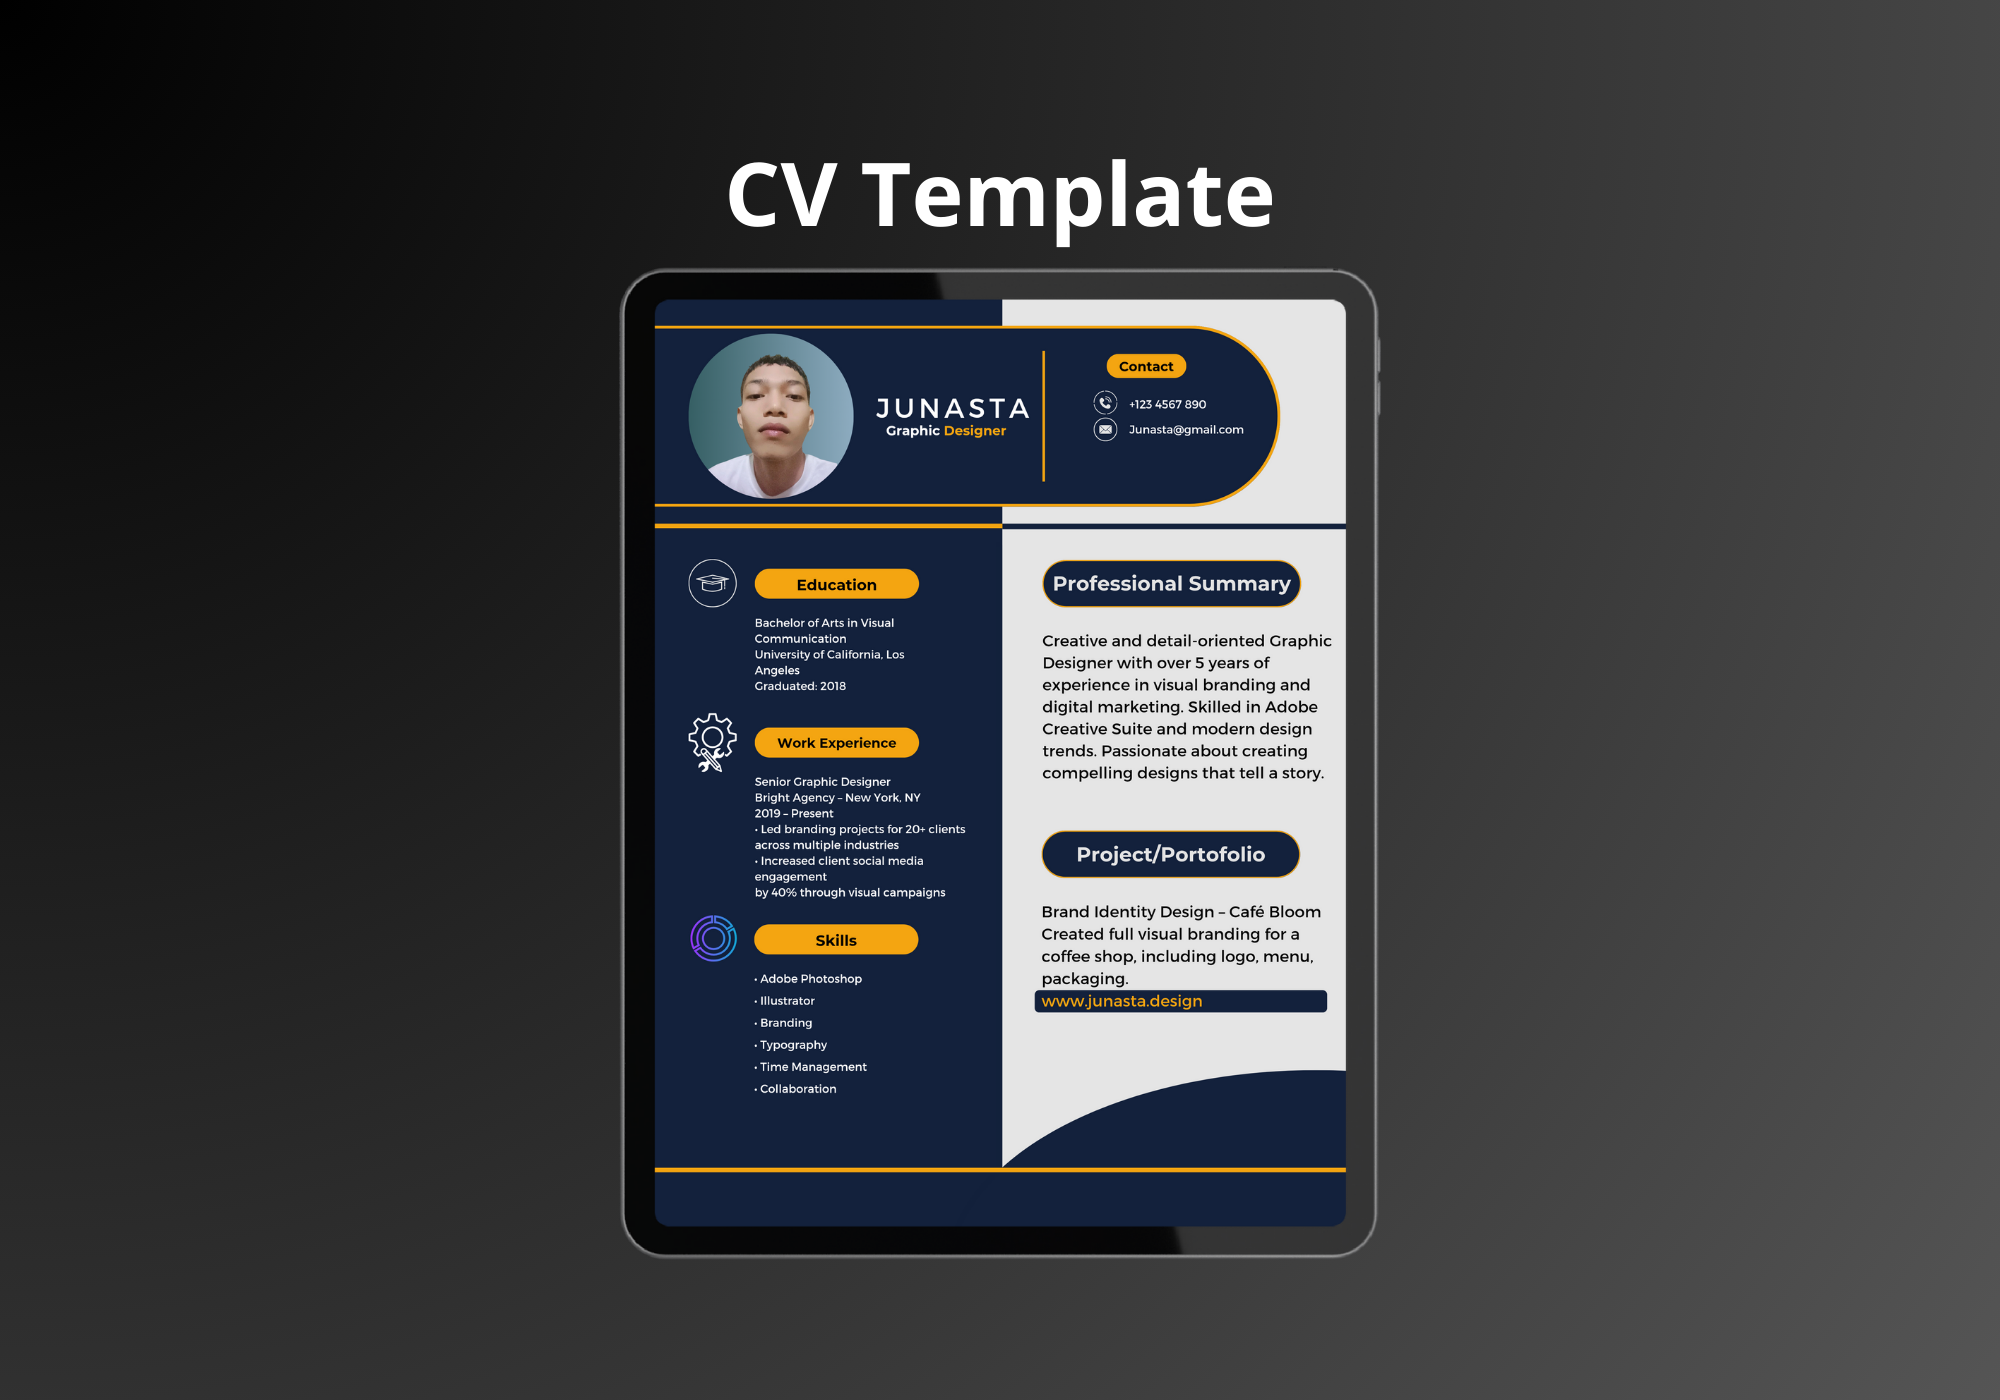 CV Template
JUNASTA
Graphic Designer
Contact
+123 4567 890
Junasta@gmail.com
Education
Bachelor of Arts in Visual
Communication
University of California, Los
Angeles
Graduated: 2018
Work Experience
Senior Graphic Designer
Bright Agency – New York, NY
2019 – Present
• Led branding projects for 20+ clients
across multiple industries
• Increased client social media
engagement
by 40% through visual campaigns
Skills
• Adobe Photoshop
• Illustrator
• Branding
• Typography
• Time Management
• Collaboration
Professional Summary
Creative and detail-oriented Graphic
Designer with over 5 years of
experience in visual branding and
digital marketing. Skilled in Adobe
Creative Suite and modern design
trends. Passionate about creating
compelling designs that tell a story.
Project/Portofolio
Brand Identity Design – Café Bloom
Created full visual branding for a
coffee shop, including logo, menu,
packaging.
www.junasta.design